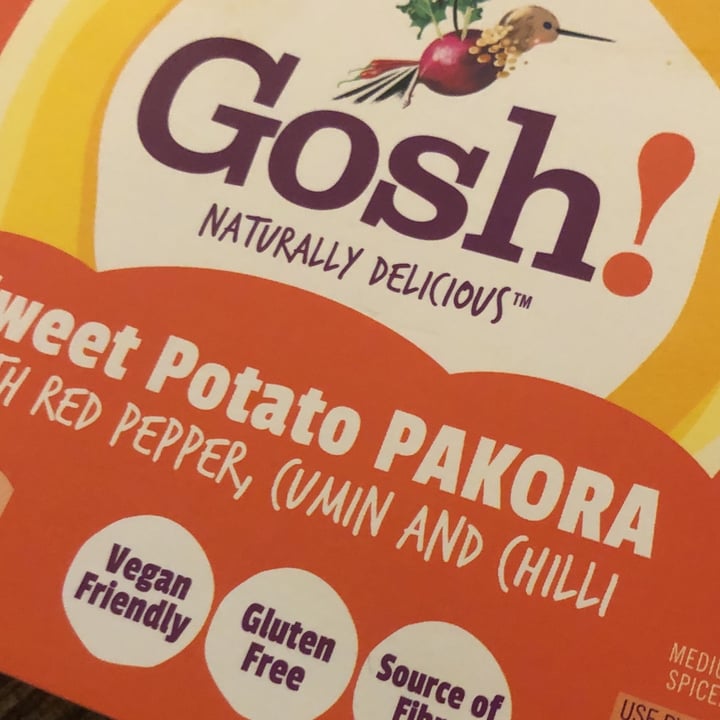 Gosh!
NATURALLY DELICIOUS™
weet Potato PAKORA
TH RED PEPPER, CUMIN AND CHILLI
Vegan
Friendly
Gluten
Free
Source of
MEDI
SPICE
USE